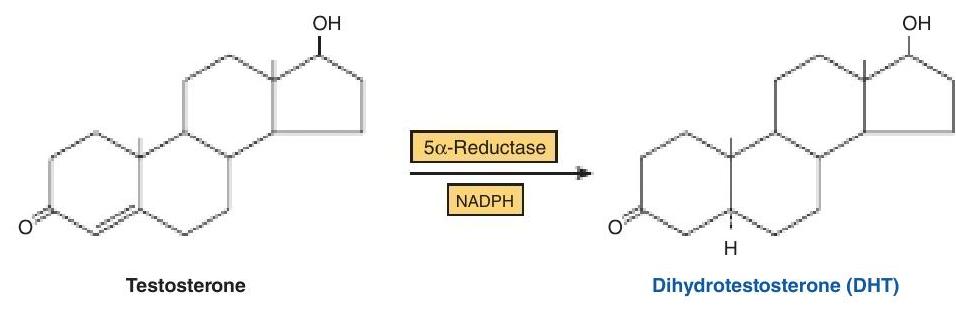 OH
OH
5α-Reductase
NADPH
O
O
H
Testosterone
Dihydrotestosterone (DHT)